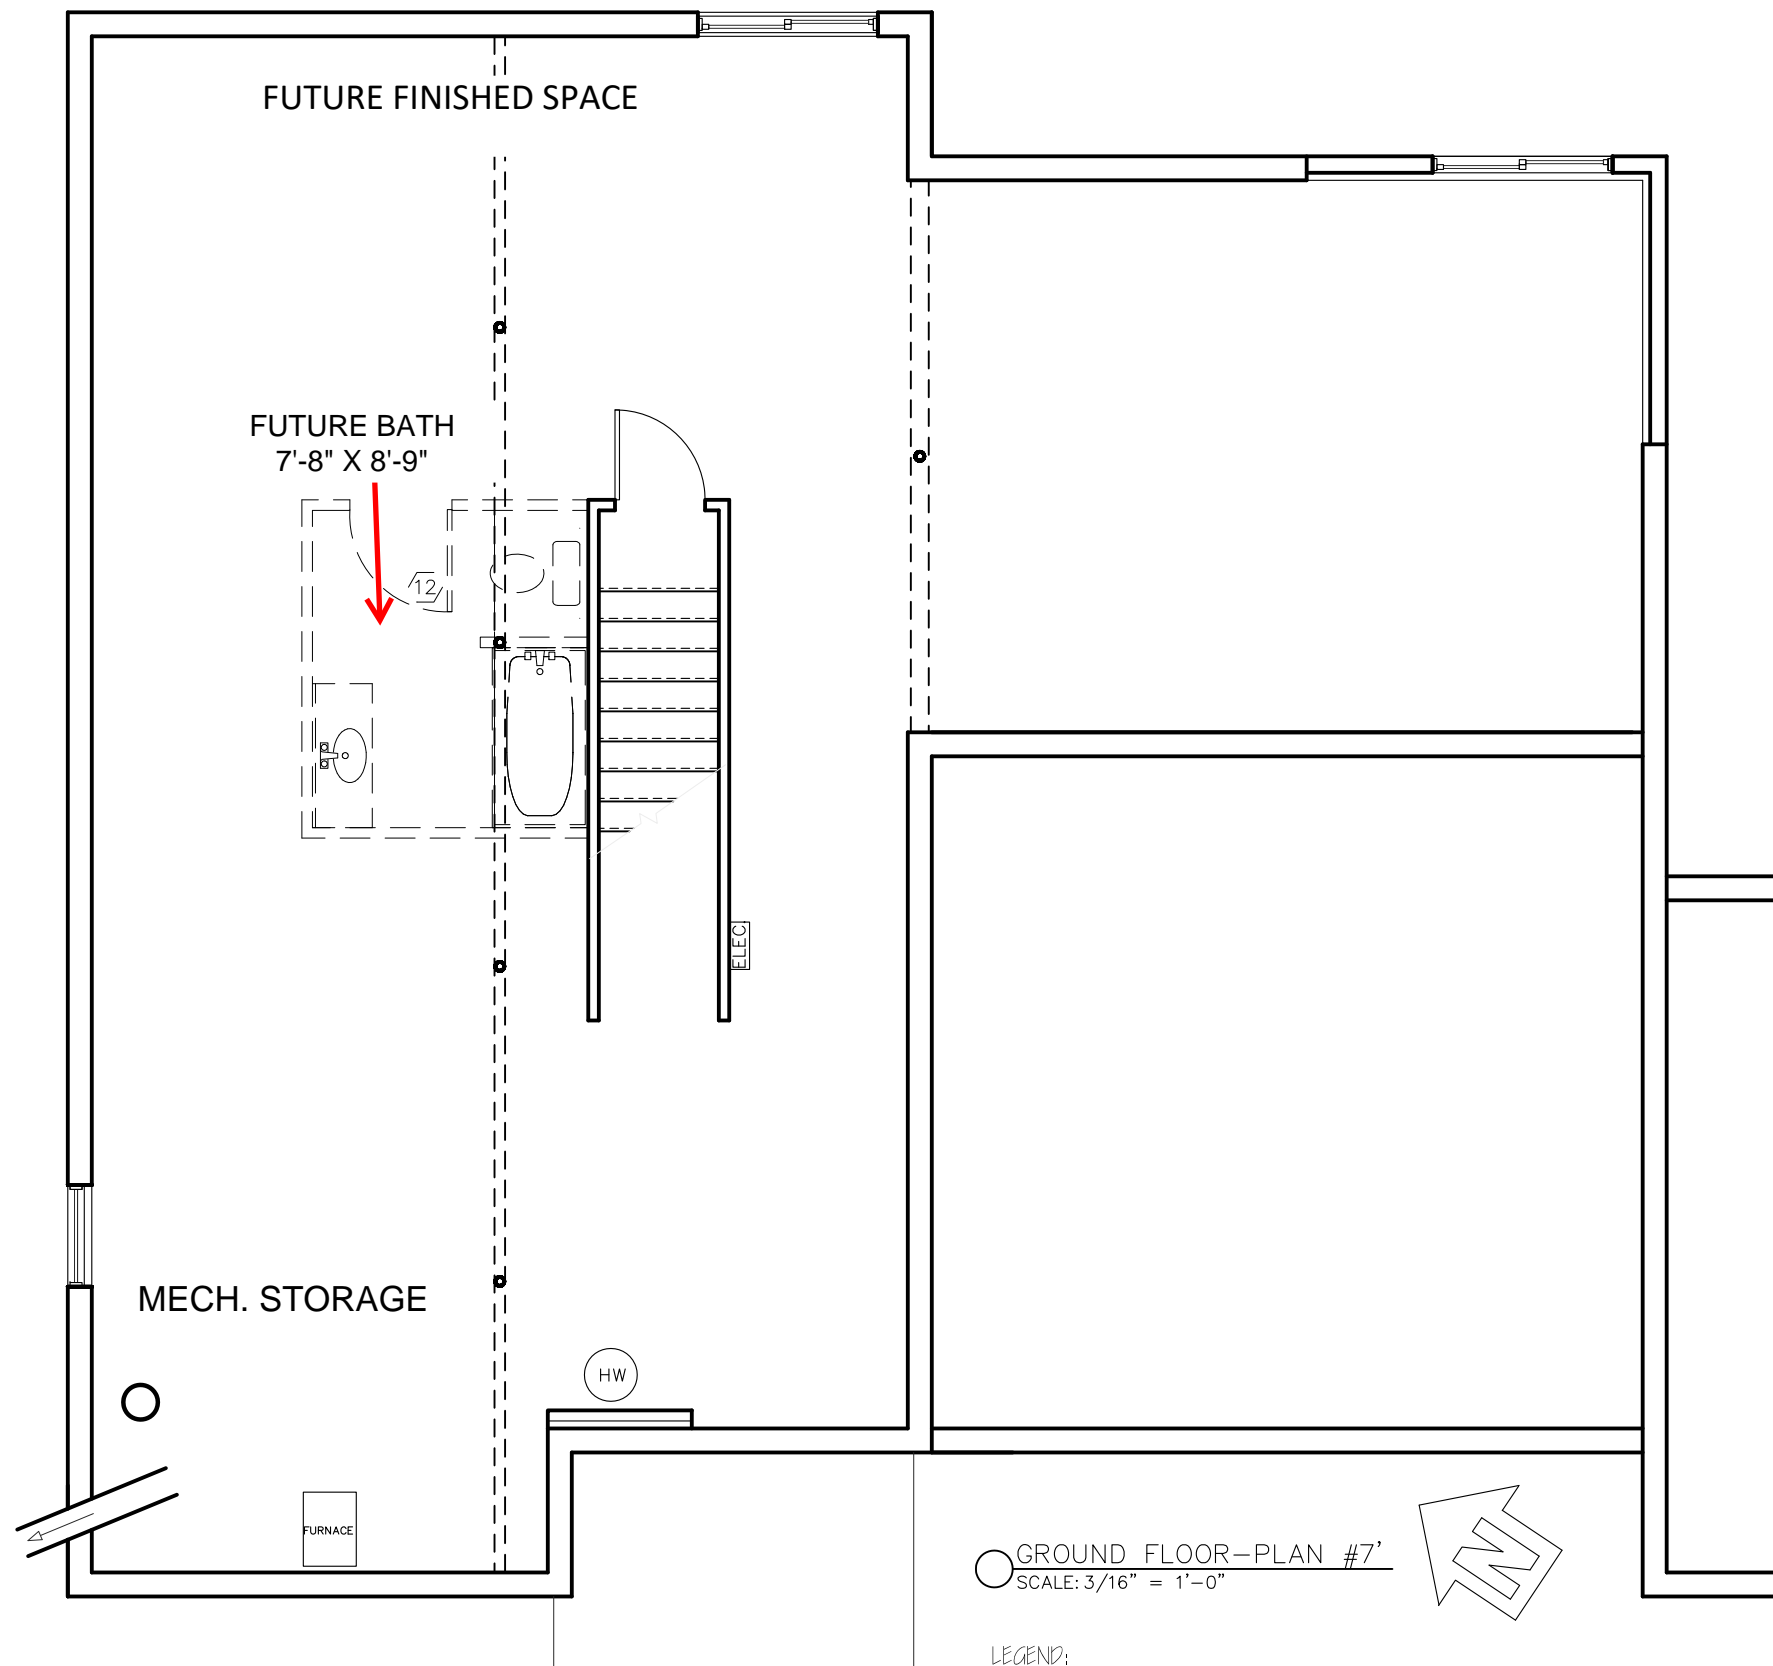 FUTURE FINISHED SPACE
FUTURE BATH
7'-8" X 8'-9"
12
ELEC.
MECH. STORAGE
HW
FURNACE
GROUND FLOOR-PLAN #7'
SCALE: 3/16" = 1'-0"
N
LEGEND: